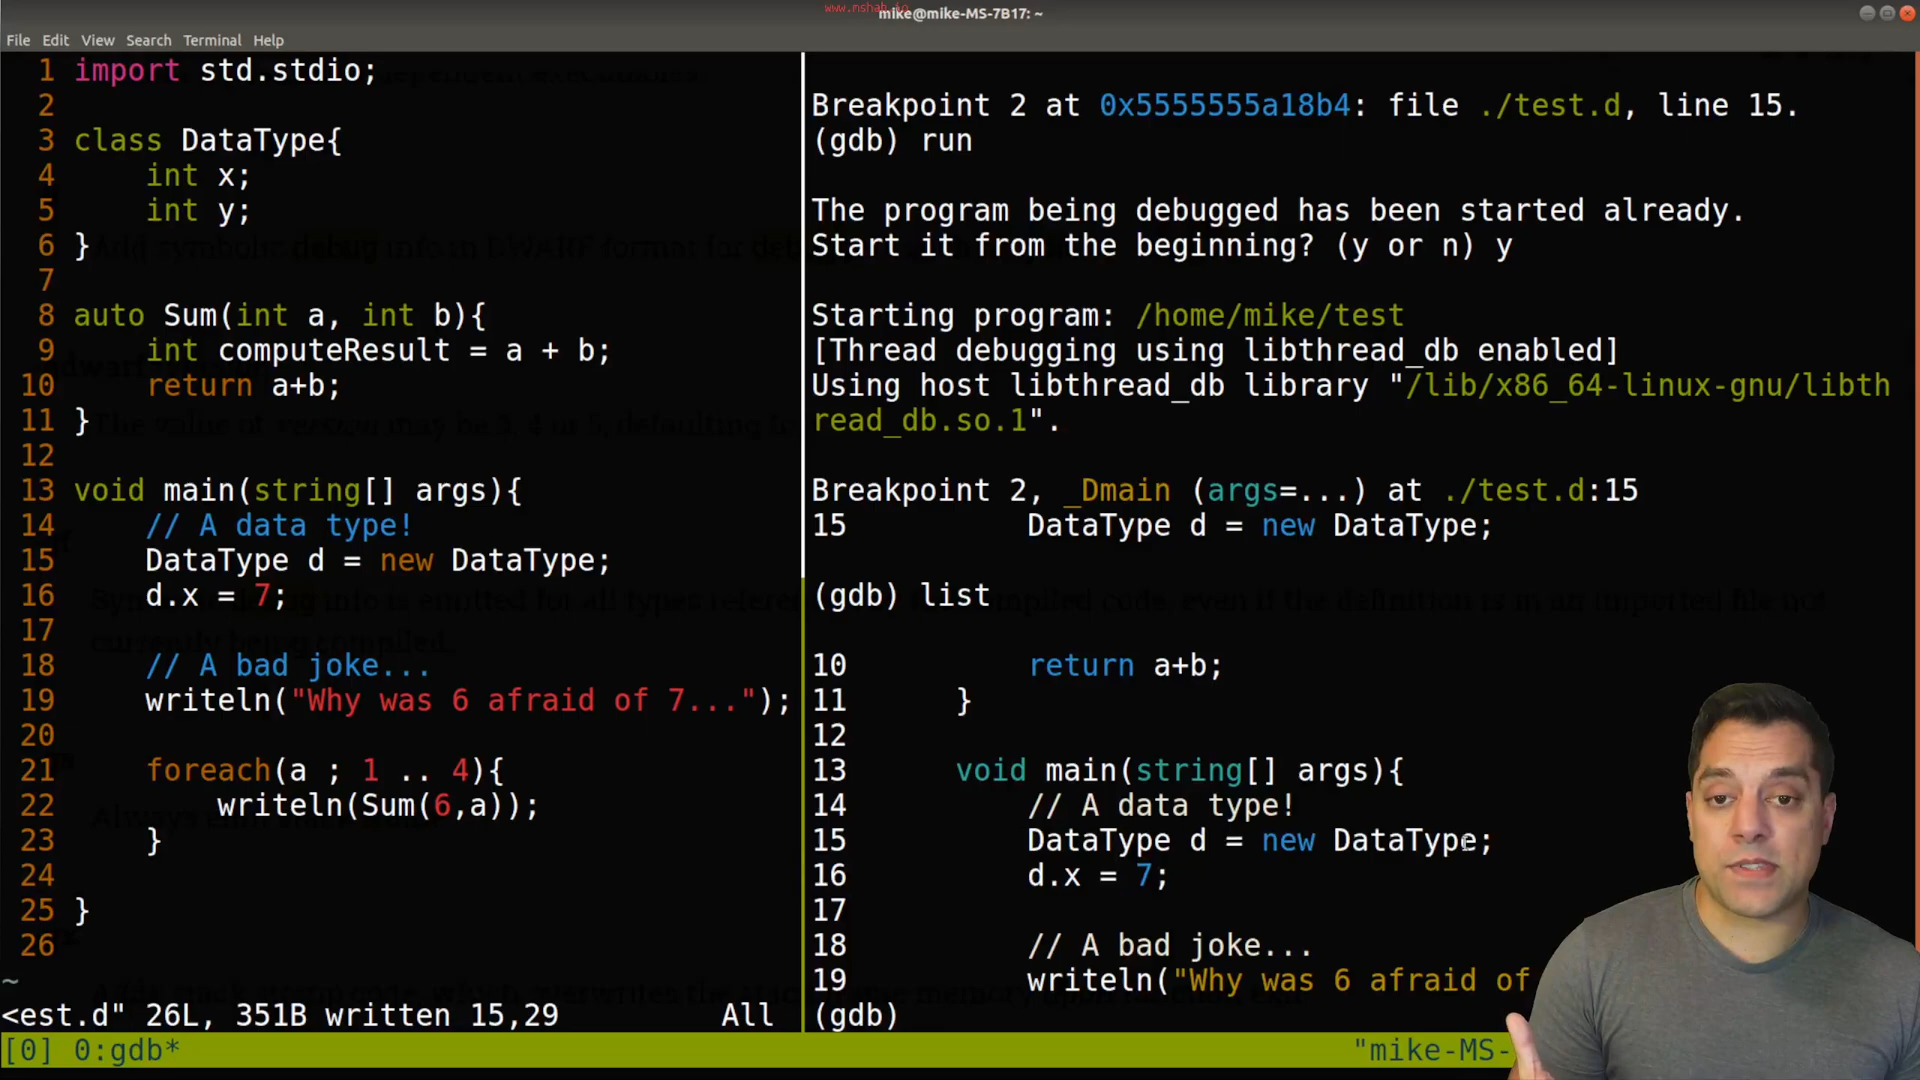 www.mshah.io
mike@mike-MS-7B17: ~
File Edit View Search Terminal Help
1 import std.stdio;
2
3 class DataType{
4 int x;
5 int y;
6 }
7
8 auto Sum(int a, int b){
9 int computeResult = a + b;
10 return a+b;
11 }
12
13 void main(string[] args){
14 // A data type!
15 DataType d = new DataType;
16 d.x = 7;
17
18 // A bad joke...
19 writeln("Why was 6 afraid of 7...");
20
21 foreach(a ; 1 .. 4){
22 writeln(Sum(6,a));
23 }
24
25 }
26
~
<est.d" 26L, 351B written 15,29 All
Breakpoint 2 at 0x5555555a18b4: file ./test.d, line 15.
(gdb) run
The program being debugged has been started already.
Start it from the beginning? (y or n) y
Starting program: /home/mike/test
[Thread debugging using libthread_db enabled]
Using host libthread_db library "/lib/x86_64-linux-gnu/libth
read_db.so.1".
Breakpoint 2, _Dmain (args=...) at ./test.d:15
15 DataType d = new DataType;
(gdb) list
10 return a+b;
11 }
12
13 void main(string[] args){
14 // A data type!
15 DataType d = new DataType;
16 d.x = 7;
17
18 // A bad joke...
19 writeln("Why was 6 afraid of
(gdb)
[0] 0:gdb* "mike-MS-